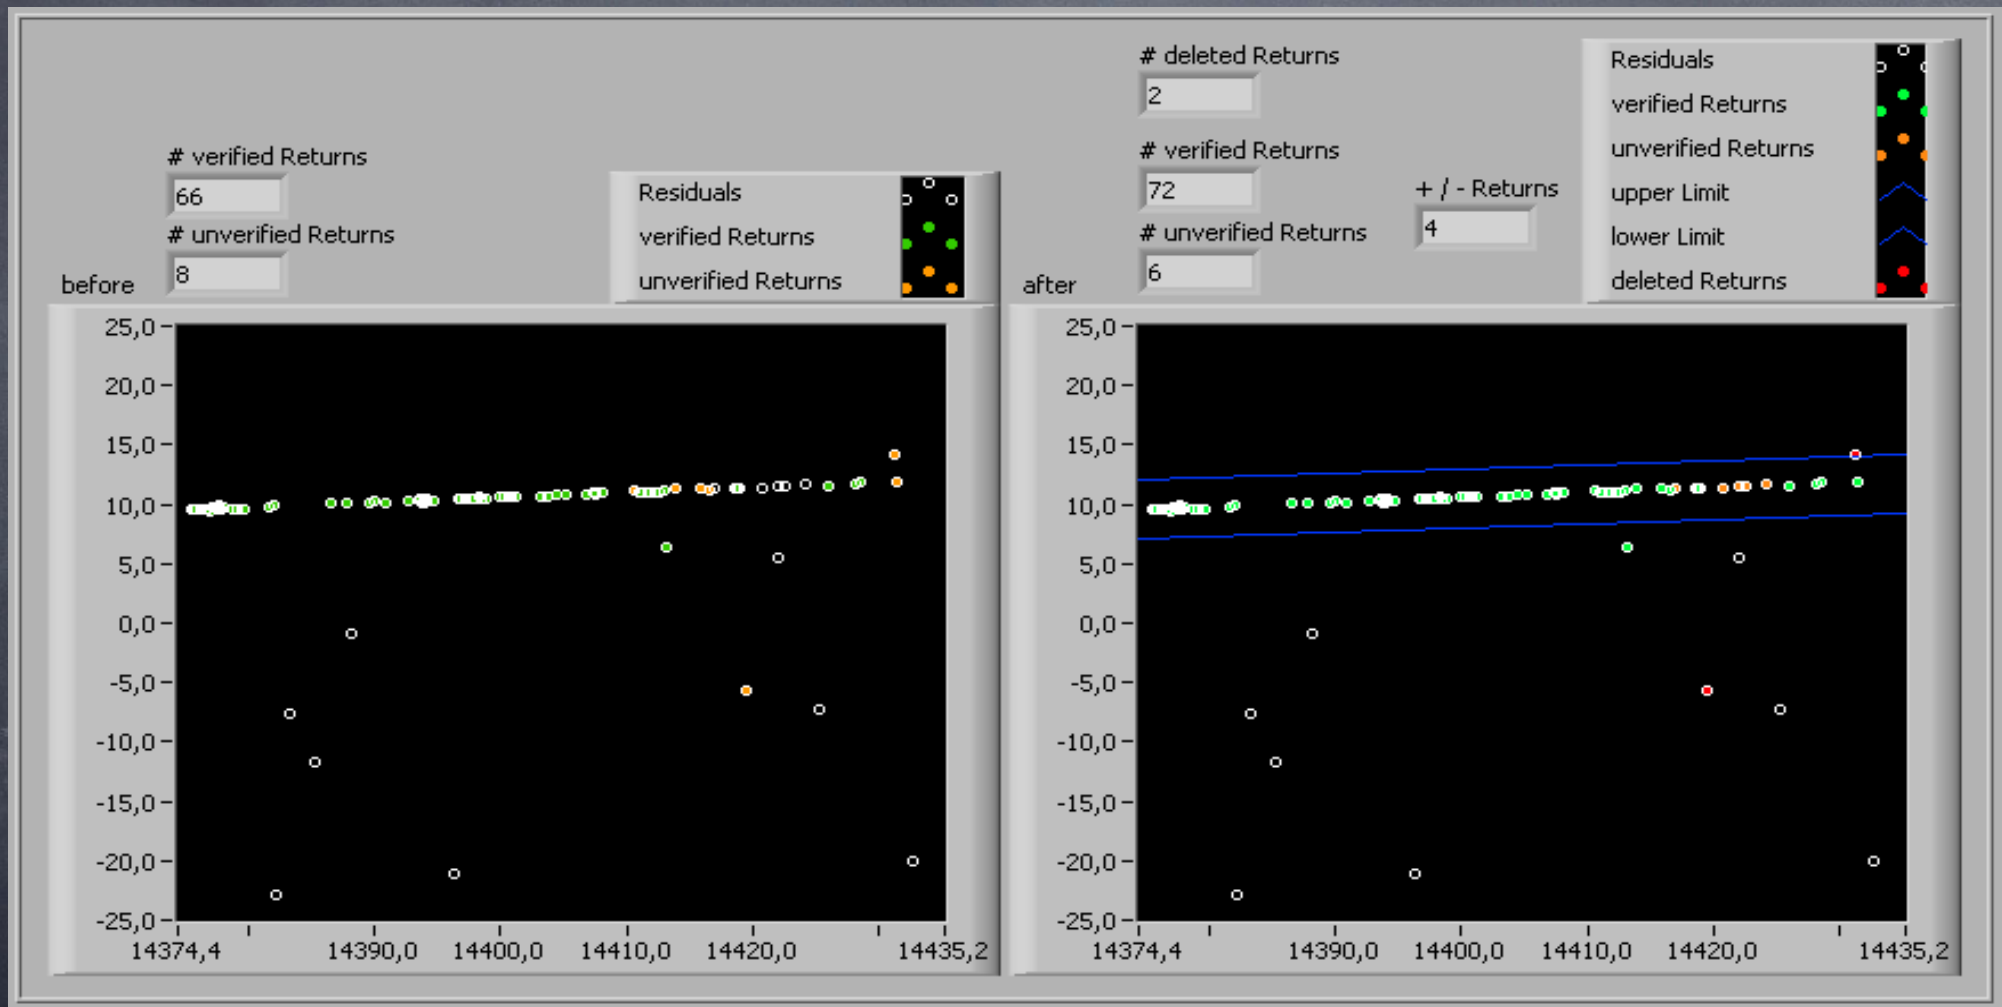 # verified Returns
66
# unverified Returns
8
before
Residuals
verified Returns
unverified Returns
25,0
20,0
15,0
10,0
5,0
0,0
-5,0
-10,0
-15,0
-20,0
-25,0
14374,4
14390,0
14400,0
14410,0
14420,0
14435,2
# deleted Returns
2
# verified Returns
72
# unverified Returns
6
+ / - Returns
4
after
Residuals
verified Returns
unverified Returns
upper Limit
lower Limit
deleted Returns
25,0
20,0
15,0
10,0
5,0
0,0
-5,0
-10,0
-15,0
-20,0
-25,0
14374,4
14390,0
14400,0
14410,0
14420,0
14435,2